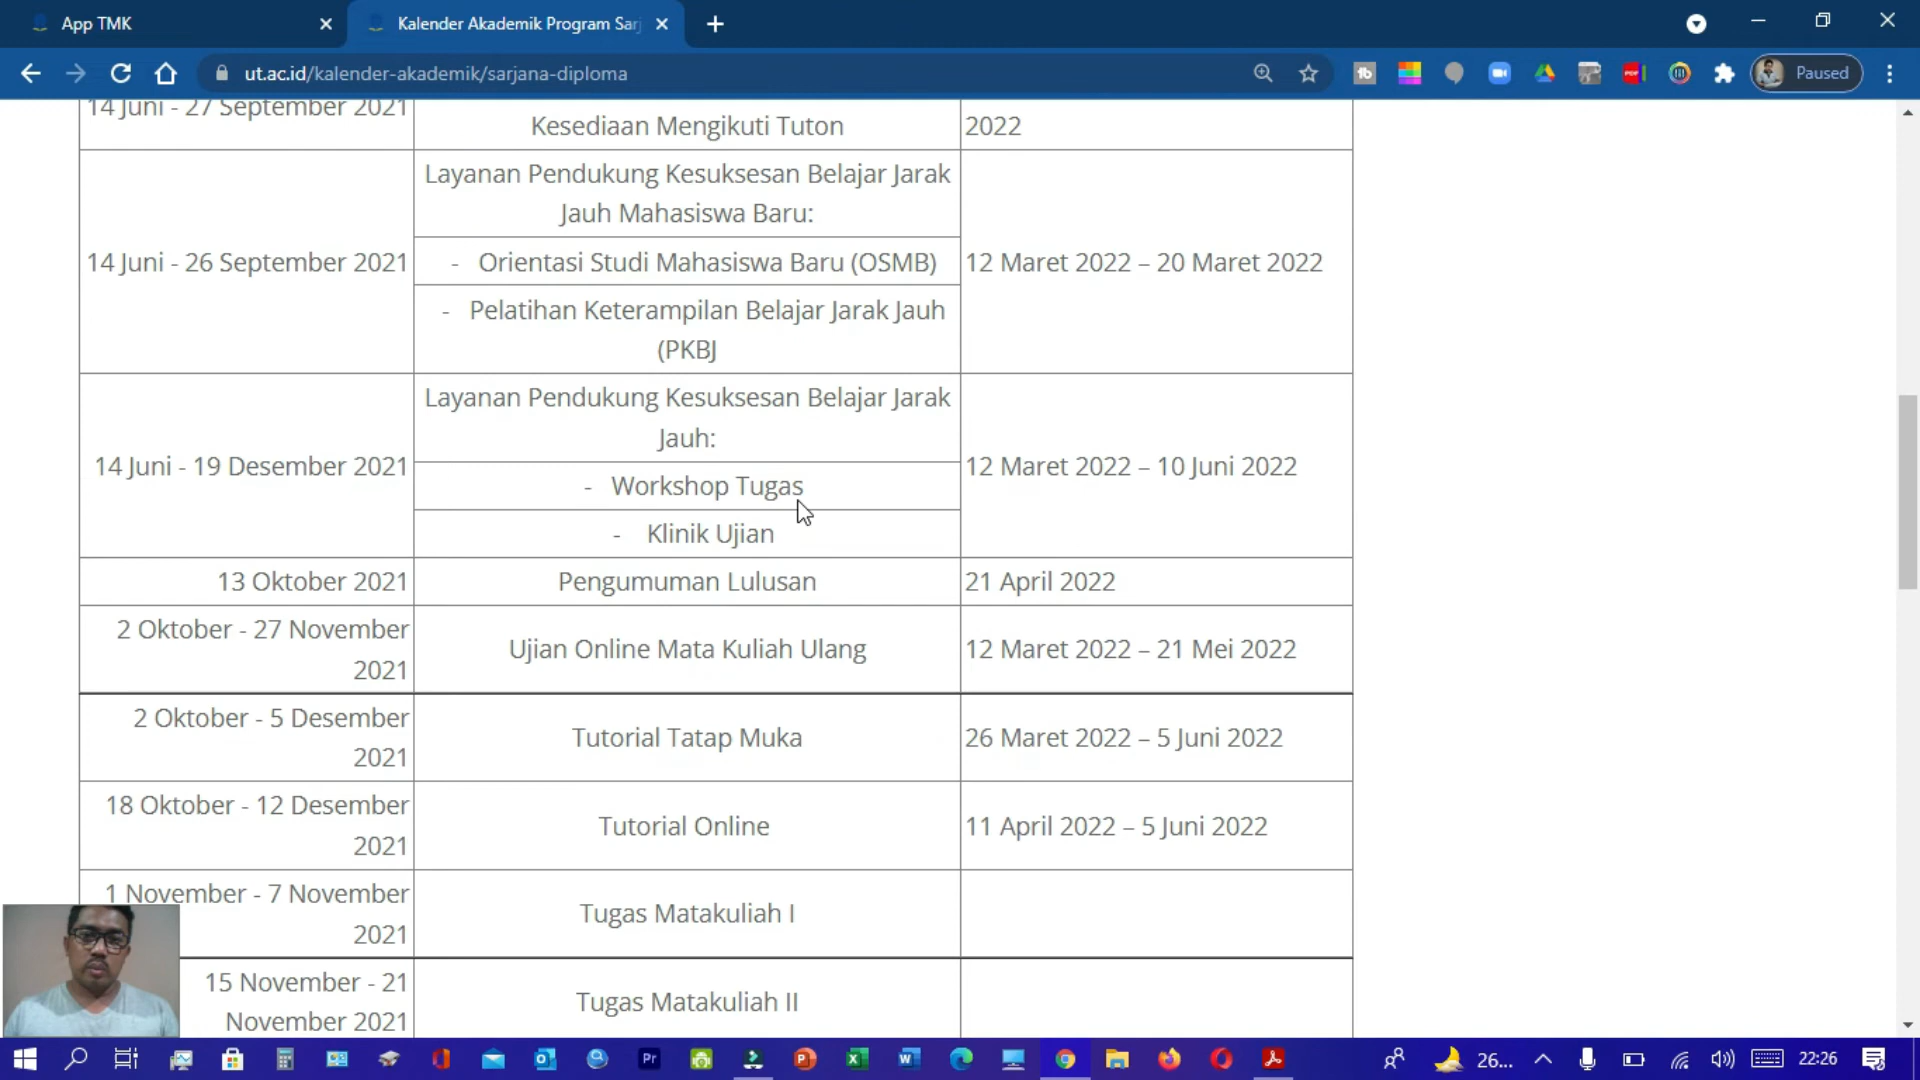 App TMK
Kalender Akademik Program Sarj
ut.ac.id/kalender-akademik/sarjana-diploma
Paused
14 Juni - 27 September 2021
Kesediaan Mengikuti Tuton
2022
14 Juni - 26 September 2021
Layanan Pendukung Kesuksesan Belajar Jarak
Jauh Mahasiswa Baru:
- Orientasi Studi Mahasiswa Baru (OSMB)
- Pelatihan Keterampilan Belajar Jarak Jauh
(PKBJ
12 Maret 2022 – 20 Maret 2022
14 Juni - 19 Desember 2021
Layanan Pendukung Kesuksesan Belajar Jarak
Jauh:
- Workshop Tugas
- Klinik Ujian
12 Maret 2022 – 10 Juni 2022
13 Oktober 2021
Pengumuman Lulusan
21 April 2022
2 Oktober - 27 November
2021
Ujian Online Mata Kuliah Ulang
12 Maret 2022 – 21 Mei 2022
2 Oktober - 5 Desember
2021
Tutorial Tatap Muka
26 Maret 2022 – 5 Juni 2022
18 Oktober - 12 Desember
2021
Tutorial Online
11 April 2022 – 5 Juni 2022
1 November - 7 November
2021
Tugas Matakuliah I
15 November - 21
November 2021
Tugas Matakuliah II
26...
22:26